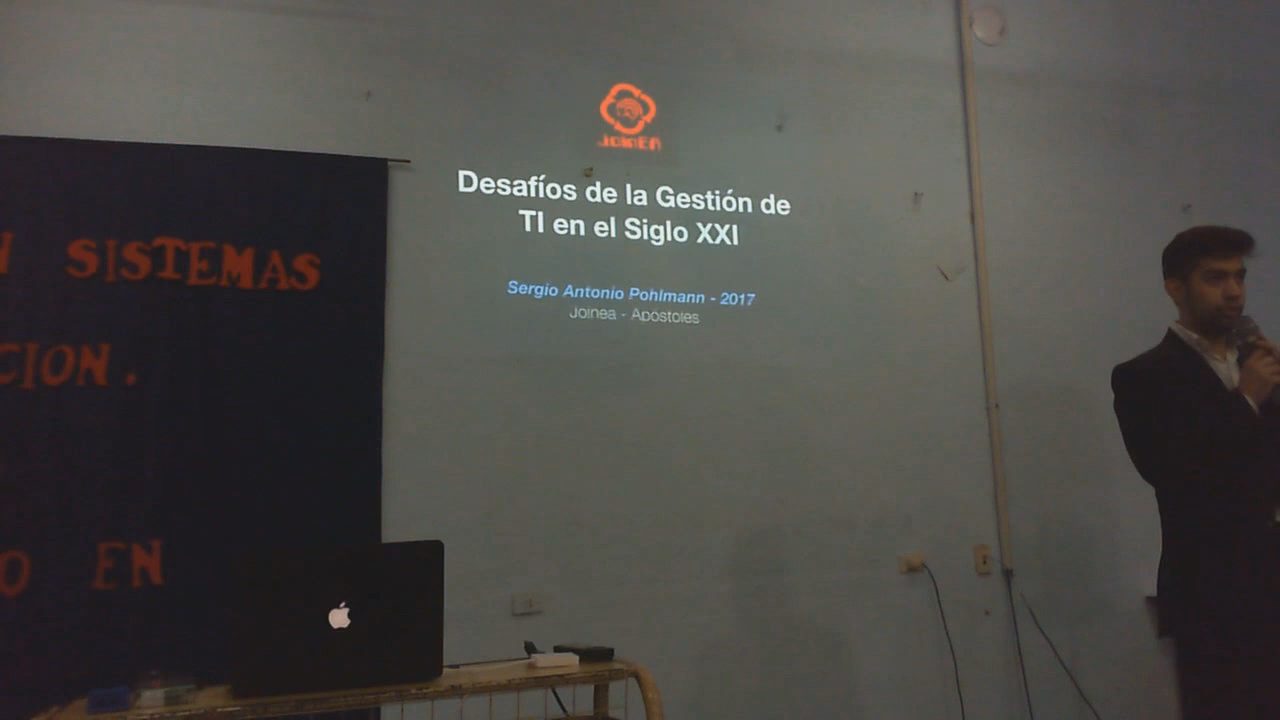 JoinEA
Desafíos de la Gestión de
TI en el Siglo XXI
Sergio Antonio Pohlmann - 2017
Joinea - Apostoles
N SISTEMAS
CION.
O EN